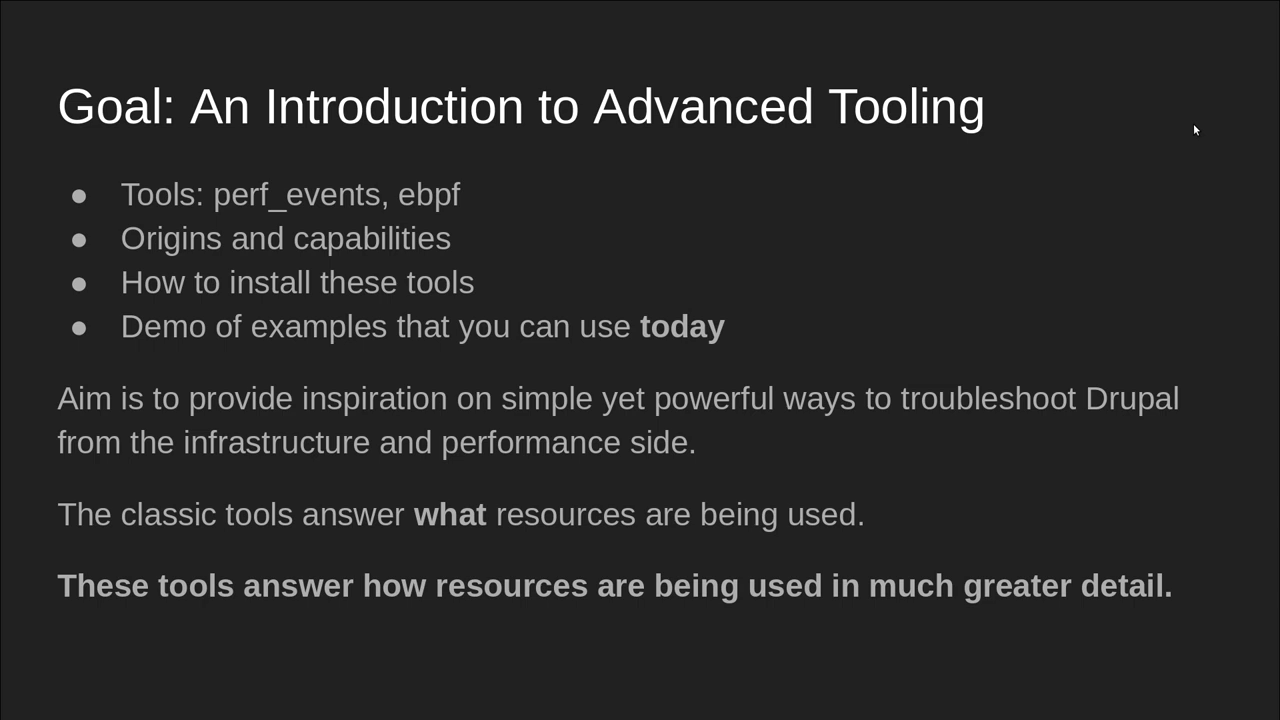 Goal: An Introduction to Advanced Tooling
● Tools: perf_events, ebpf
● Origins and capabilities
● How to install these tools
● Demo of examples that you can use today
Aim is to provide inspiration on simple yet powerful ways to troubleshoot Drupal
from the infrastructure and performance side.
The classic tools answer what resources are being used.
These tools answer how resources are being used in much greater detail.